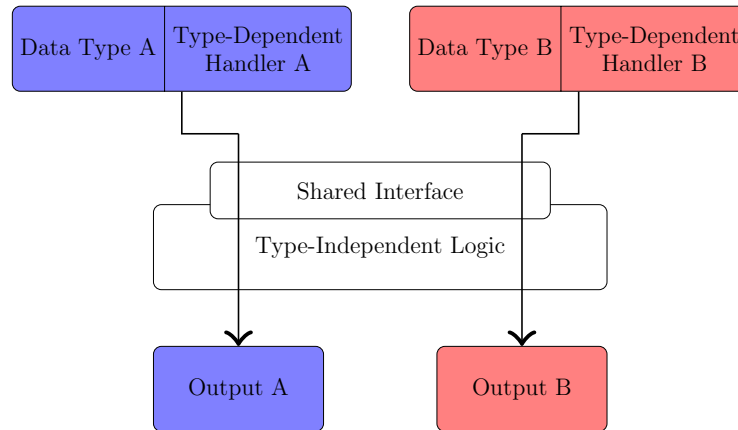 Data Type A
Type-Dependent
Handler A
Data Type B
Type-Dependent
Handler B
Shared Interface
Type-Independent Logic
Output A
Output B